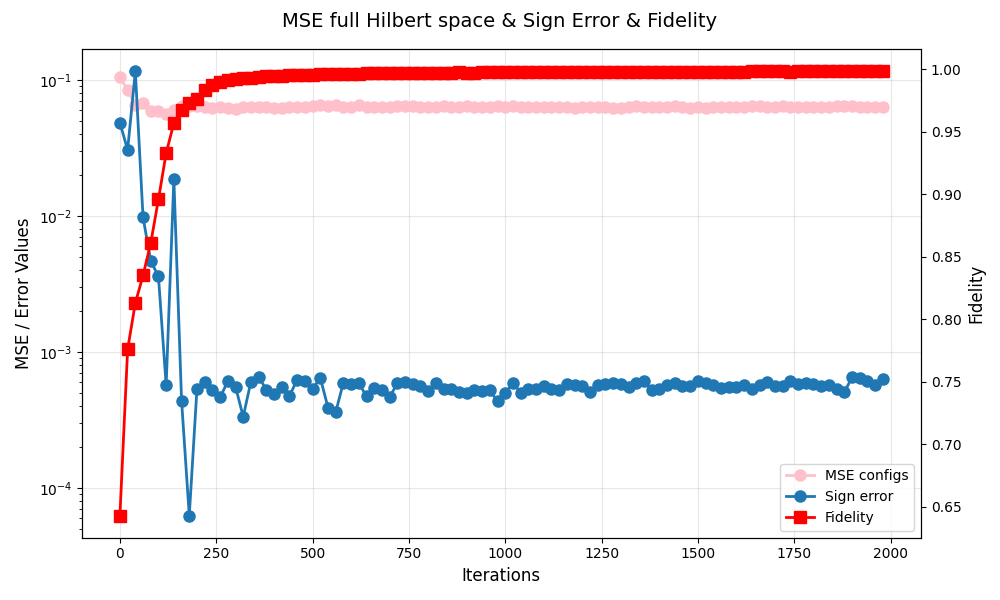 MSE full Hilbert space & Sign Error & Fidelity
MSE / Error Values
10⁻¹
10⁻²
10⁻³
10⁻⁴
1.00
0.95
0.90
0.85
0.80
0.75
0.70
0.65
Fidelity
MSE configs
Sign error
Fidelity
0 250 500 750 1000 1250 1500 1750 2000
Iterations